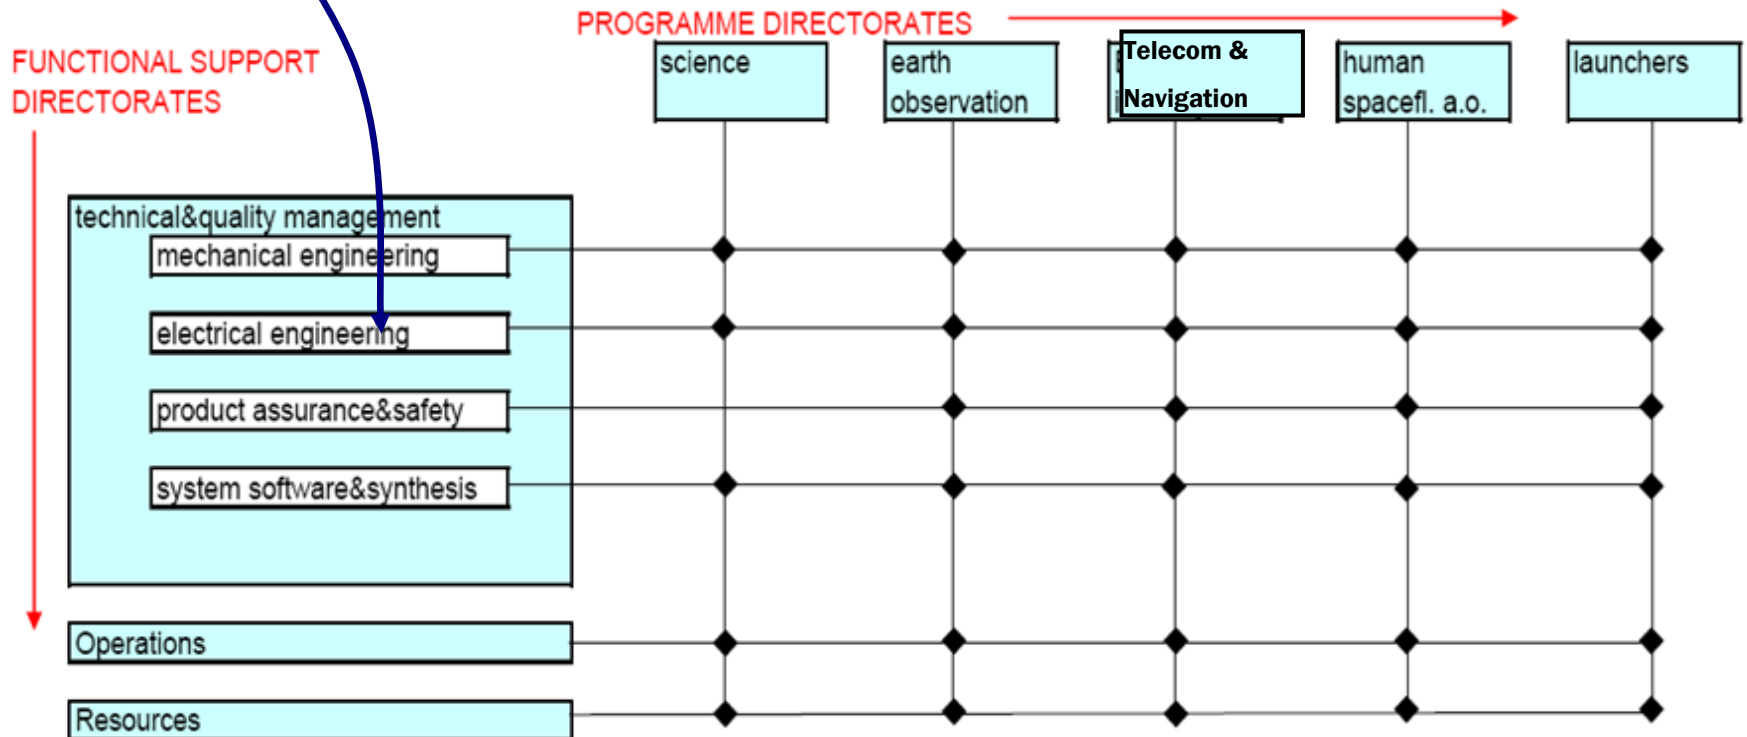 PROGRAMME DIRECTORATES
FUNCTIONAL SUPPORT
DIRECTORATES
science
earth
observation
Telecom &
Navigation
human
spacefl. a.o.
launchers
technical&quality management
mechanical engineering
electrical engineering
product assurance&safety
system software&synthesis
Operations
Resources